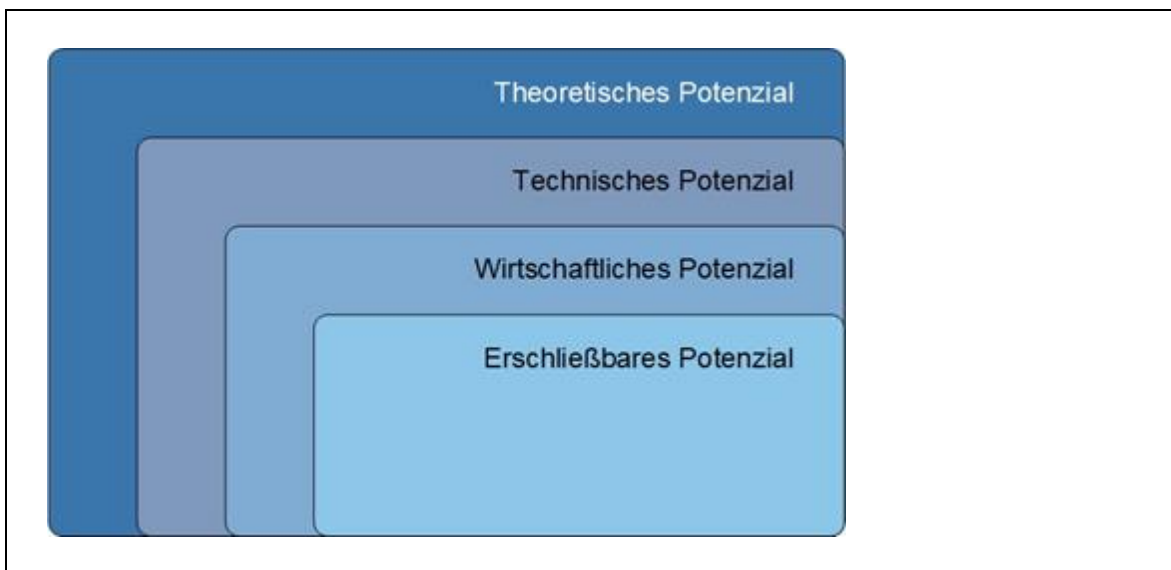 Theoretisches Potenzial
Technisches Potenzial
Wirtschaftliches Potenzial
Erschließbares Potenzial